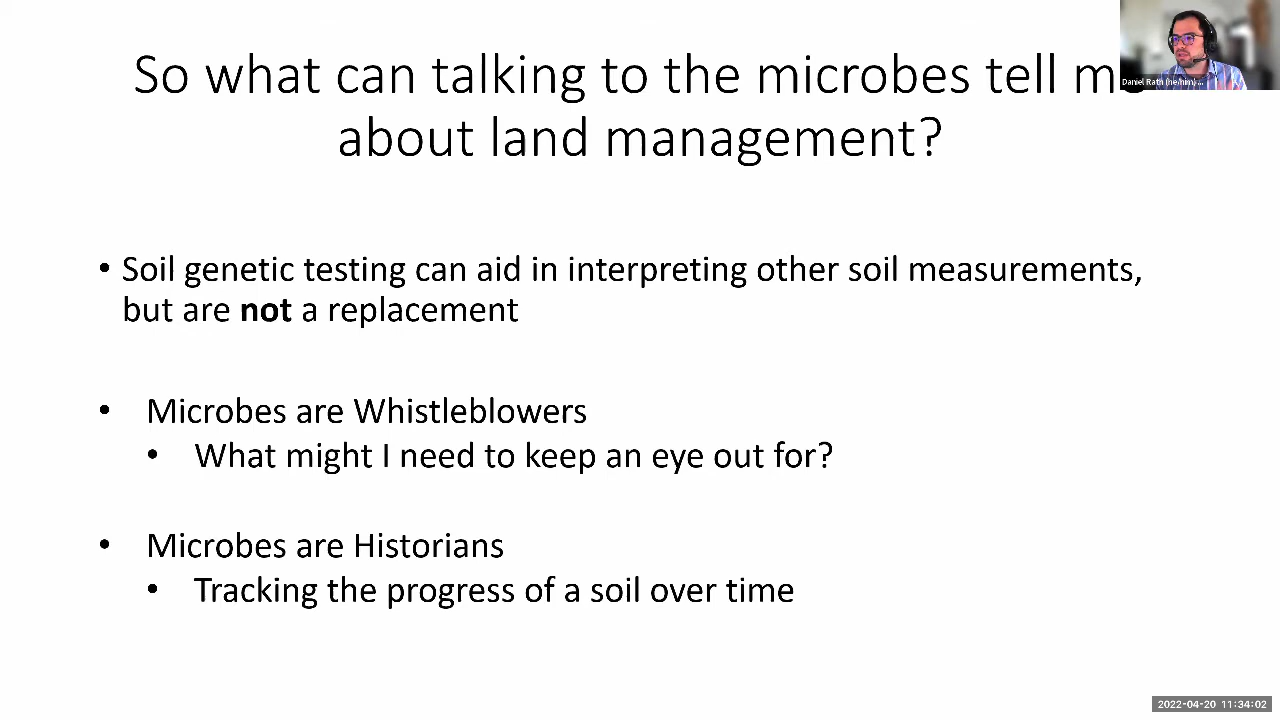 So what can talking to the microbes tell
about land management?
Daniel Rath (he/him) ...
• Soil genetic testing can aid in interpreting other soil measurements,
but are not a replacement
• Microbes are Whistleblowers
• What might I need to keep an eye out for?
• Microbes are Historians
• Tracking the progress of a soil over time
2022-04-20 11:34:02